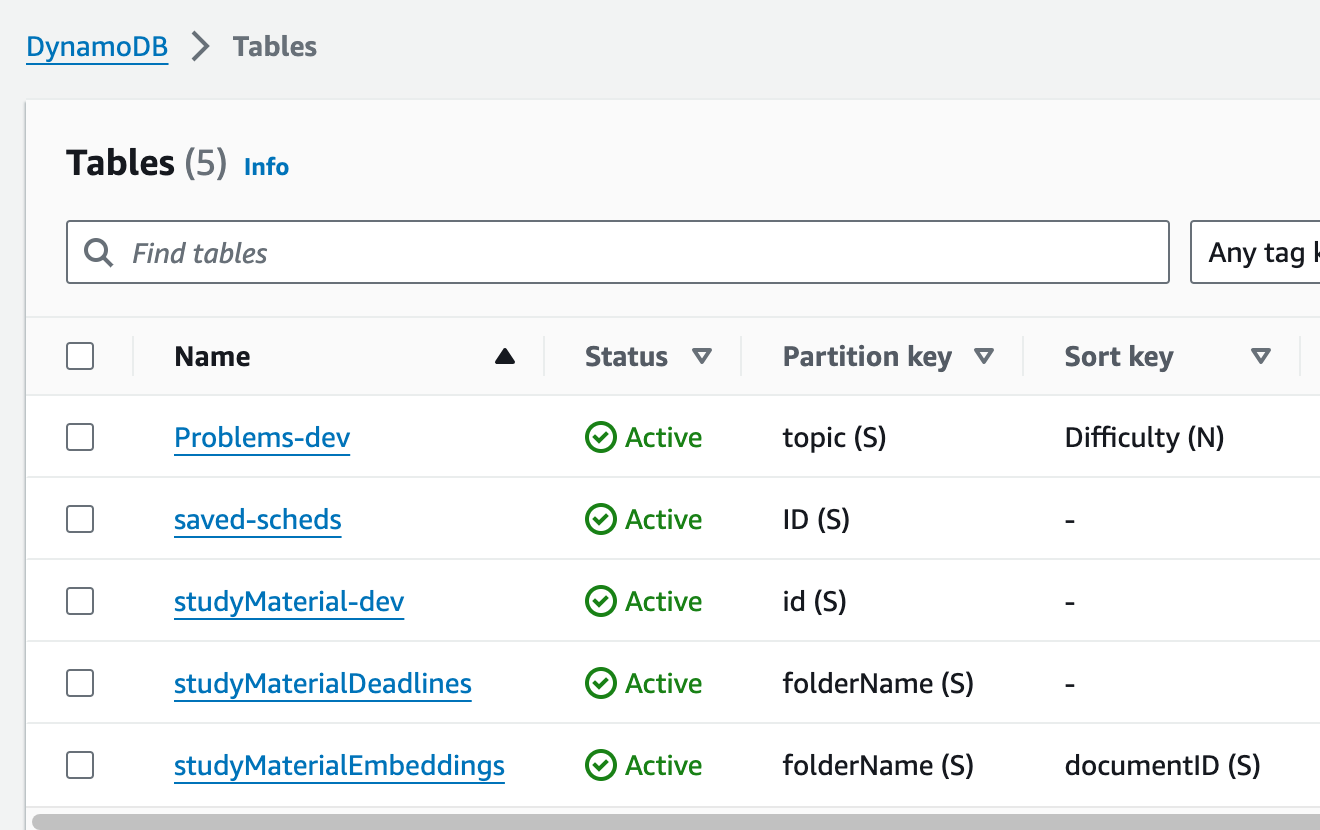 DynamoDB > Tables
Tables (5) Info
Find tables
Any tag k
Name Status Partition key Sort key
Problems-dev Active topic (S) Difficulty (N)
saved-scheds Active ID (S) -
studyMaterial-dev Active id (S) -
studyMaterialDeadlines Active folderName (S) -
studyMaterialEmbeddings Active folderName (S) documentID (S)